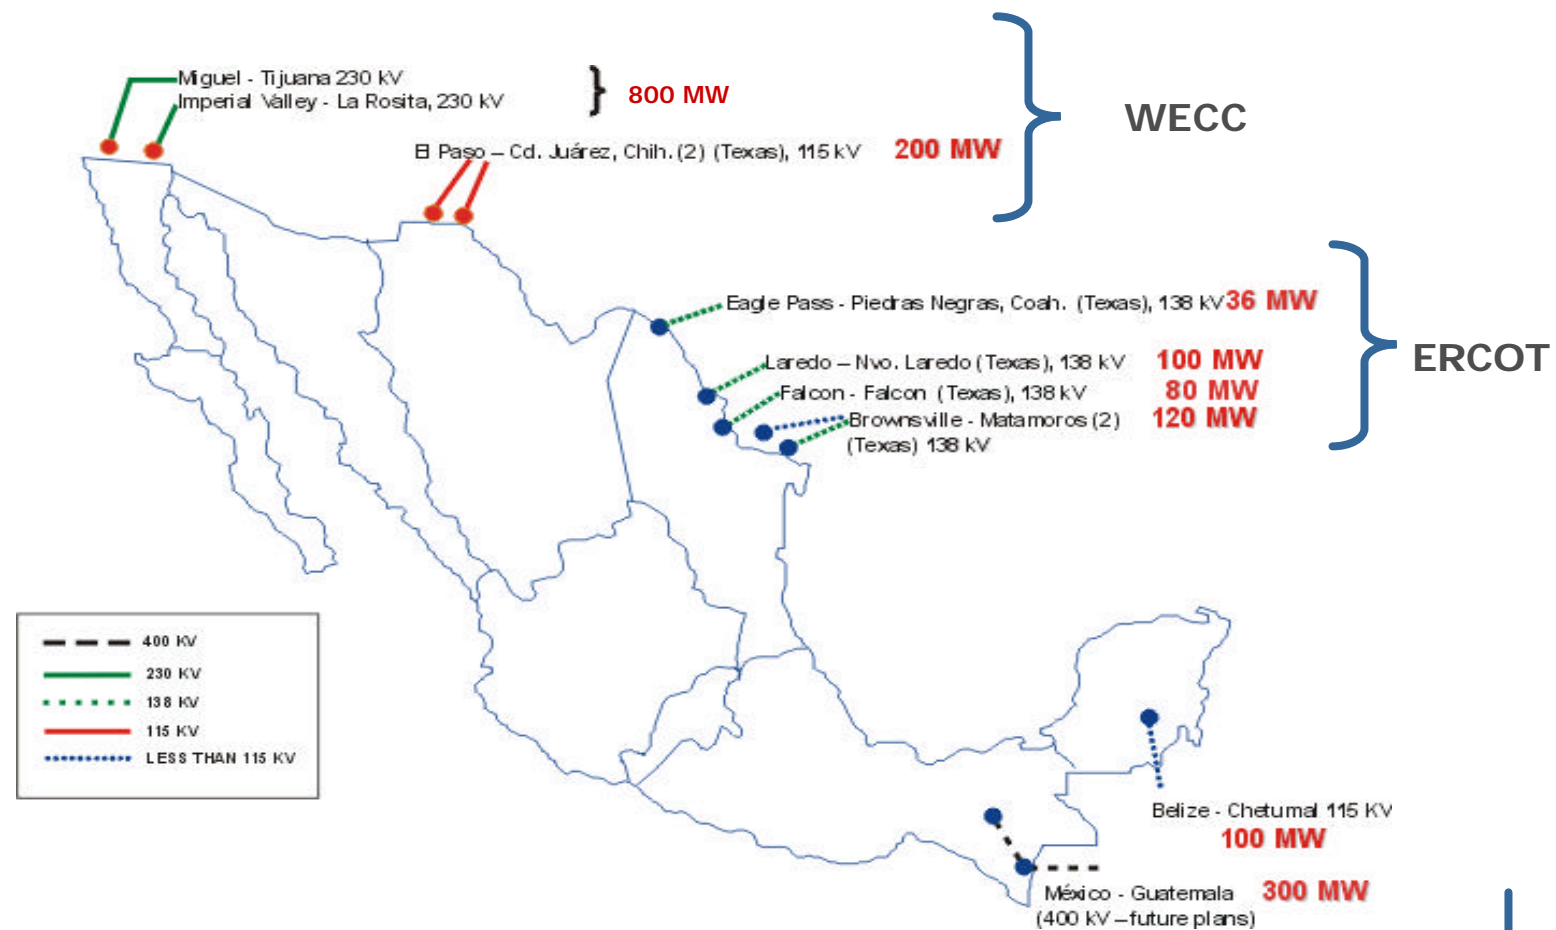 Miguel - Tijuana 230 kV
Imperial Valley - La Rosita, 230 kV
800 MW
WECC
El Paso – Cd. Juárez, Chih. (2) (Texas), 115 kV 200 MW
Eagle Pass - Piedras Negras, Coah. (Texas), 138 kV 36 MW
Laredo – Nvo. Laredo (Texas), 138 kV 100 MW
ERCOT
Falcon - Falcon (Texas), 138 kV 80 MW
Brownsville - Matamoros (2) 120 MW
(Texas) 138 kV
400 KV
230 KV
138 KV
115 KV
LESS THAN 115 KV
Belize - Chetumal 115 KV
100 MW
México - Guatemala 300 MW
(400 kV – future plans)